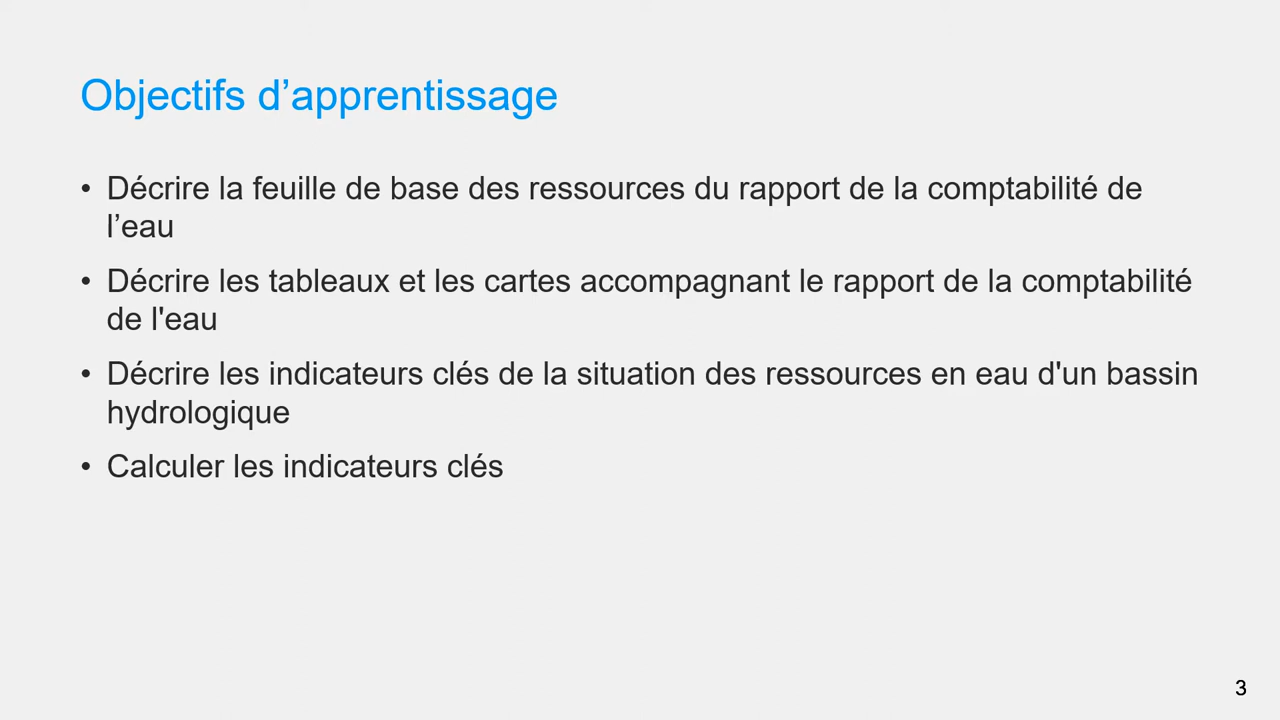 Objectifs d’apprentissage
• Décrire la feuille de base des ressources du rapport de la comptabilité de
l’eau
• Décrire les tableaux et les cartes accompagnant le rapport de la comptabilité
de l'eau
• Décrire les indicateurs clés de la situation des ressources en eau d'un bassin
hydrologique
• Calculer les indicateurs clés
3